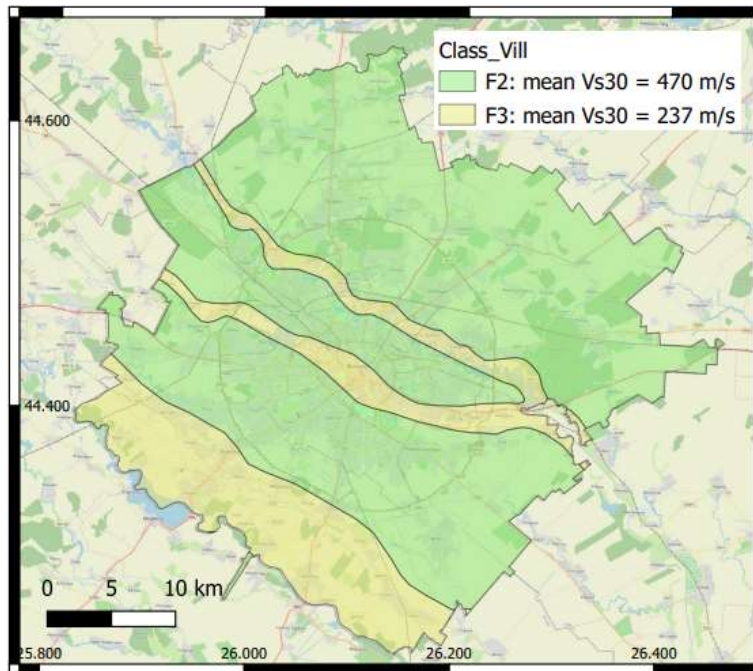 Class_Vill
F2: mean Vs30 = 470 m/s
F3: mean Vs30 = 237 m/s
44.600
44.400
0 5 10 km
25.800 26.000 26.200 26.400